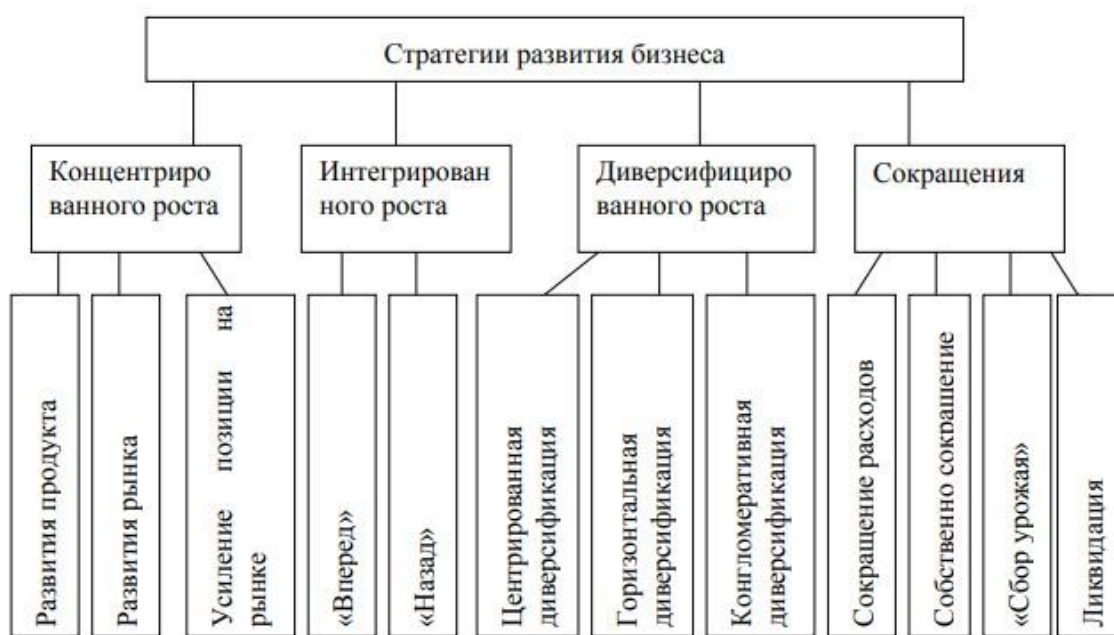 Стратегии развития бизнеса
Концентриро
ванного роста
Интегрирован
ного роста
Диверсифициро
ванного роста
Сокращения
Развития продукта
Развития рынка
Усиление позиции на
рынке
«Вперед»
«Назад»
Центрированная
диверсификация
Горизонтальная
диверсификация
Конгломеративная
диверсификация
Сокращение расходов
Собственно сокрашение
«Сбор урожая»
Ликвидация